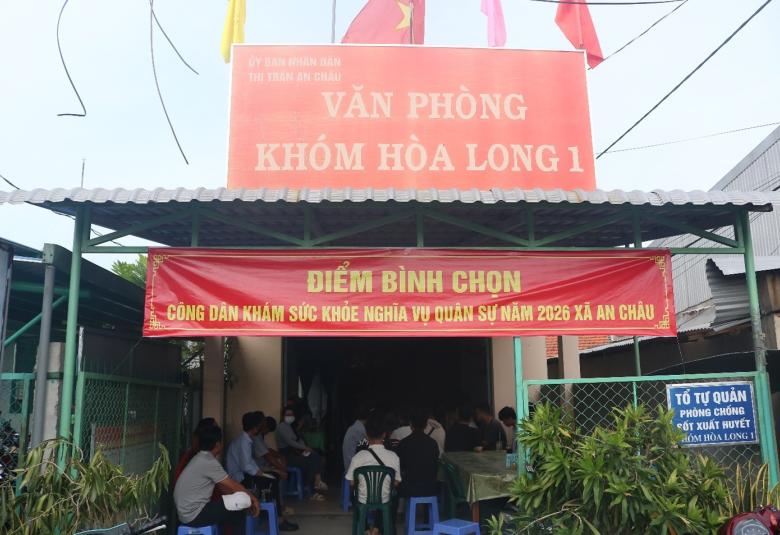 ỦY BAN NHÂN DÂN
THỊ TRẤN AN CHÂU
VĂN PHÒNG
KHÓM HÒA LONG 1
ĐIỂM BÌNH CHỌN
CÔNG DÂN KHÁM SỨC KHỎE NGHĨA VỤ QUÂN SỰ NĂM 2026 XÃ AN CHÂU
TỔ TỰ QUẢN
PHÒNG CHỐNG
SỐT XUẤT HUYẾT
KHÓM HÒA LONG 1